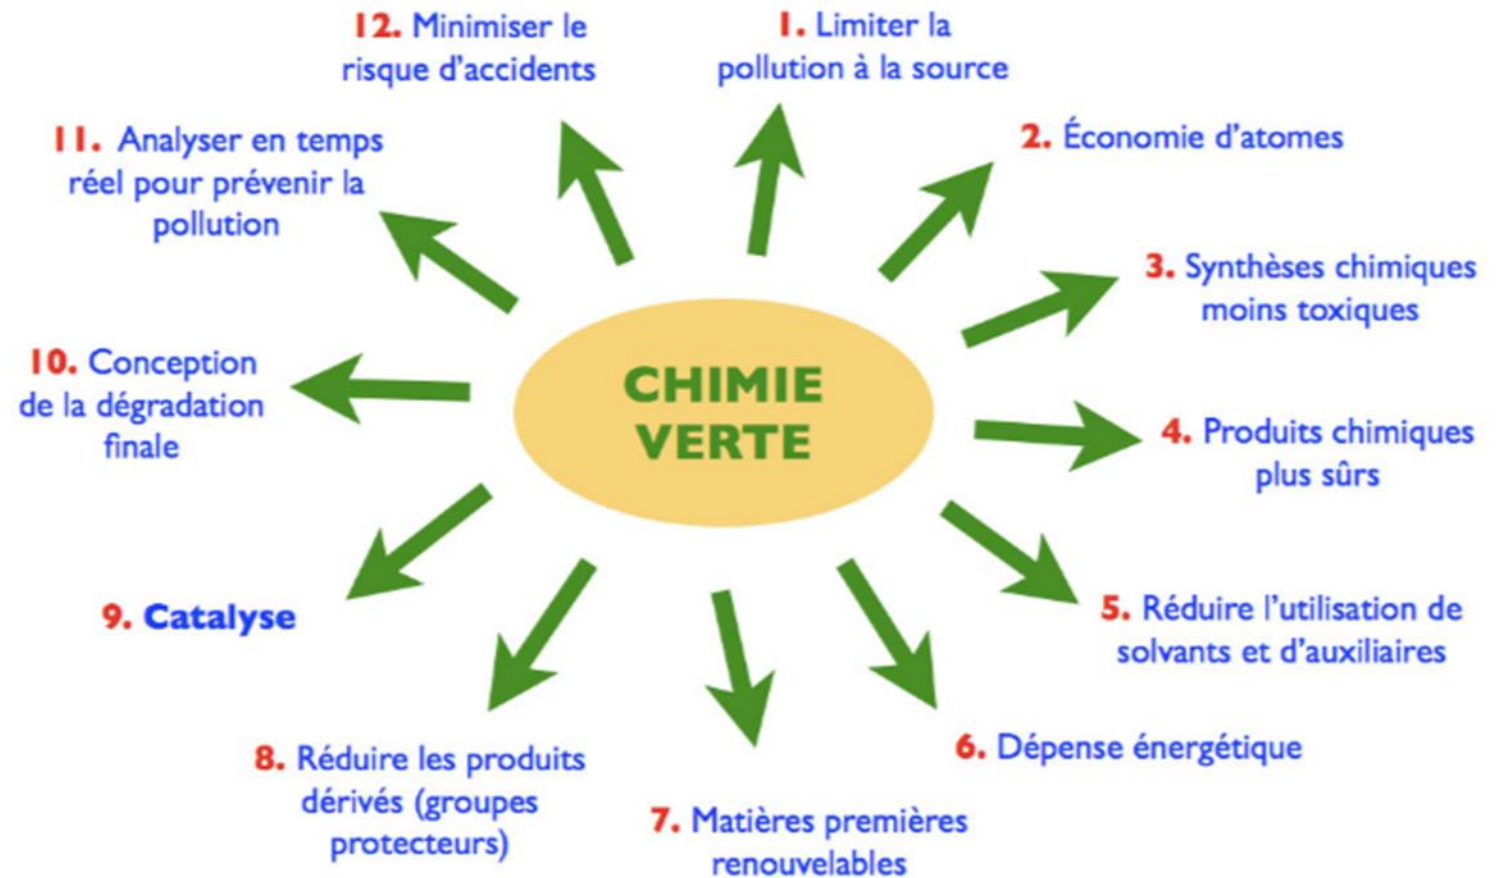 CHIMIE
VERTE
1. Limiter la
pollution à la source
2. Économie d'atomes
3. Synthèses chimiques
moins toxiques
4. Produits chimiques
plus sûrs
5. Réduire l'utilisation de
solvants et d'auxiliaires
6. Dépense énergétique
7. Matières premières
renouvelables
8. Réduire les produits
dérivés (groupes
protecteurs)
9. Catalyse
10. Conception
de la dégradation
finale
11. Analyser en temps
réel pour prévenir la
pollution
12. Minimiser le
risque d'accidents